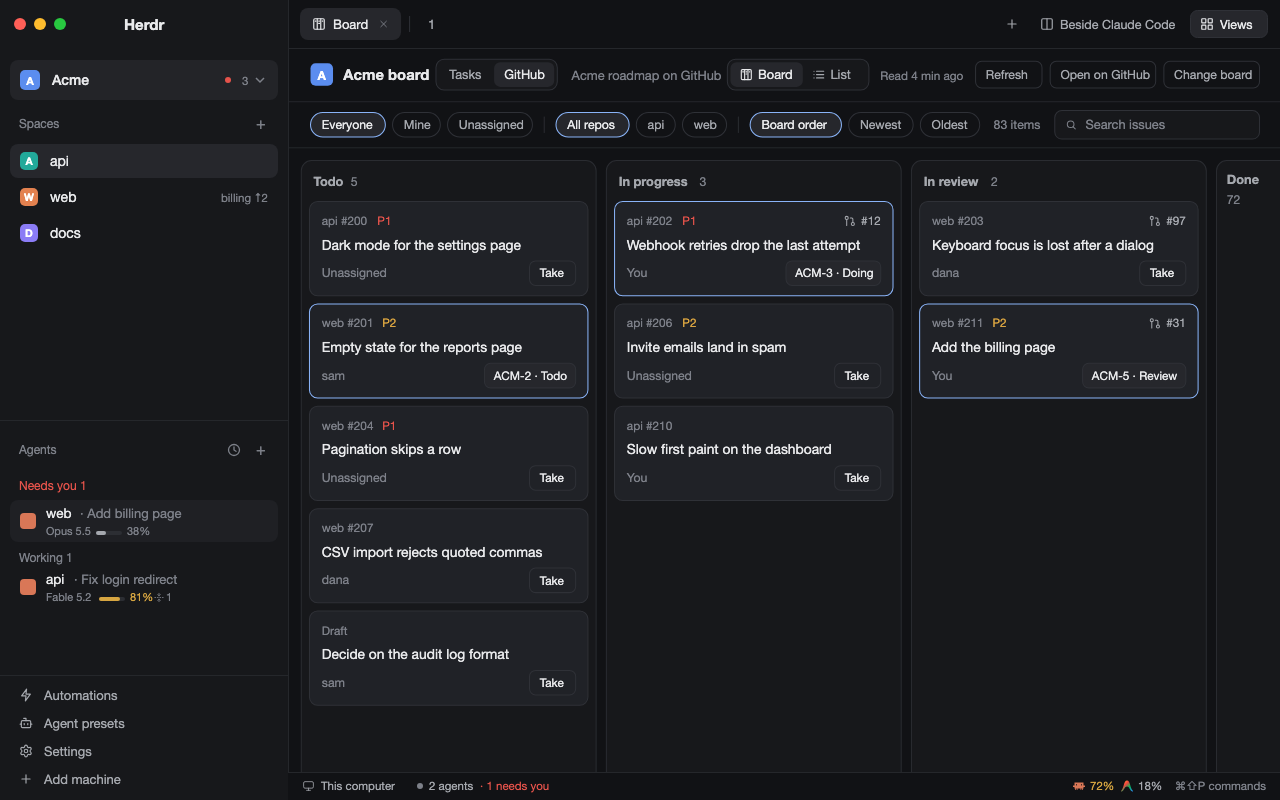 Herdr
A Acme 3
Spaces +
A api
W web billing ↑2
D docs
Agents +
Needs you 1
web · Add billing page
Opus 5.5 38%
Working 1
api · Fix login redirect
Fable 5.2 81% 1
Automations
Agent presets
Settings
+ Add machine
Board × 1 + Beside Claude Code Views
A Acme board Tasks GitHub Acme roadmap on GitHub Board List Read 4 min ago Refresh Open on GitHub Change board
Everyone Mine Unassigned All repos api web Board order Newest Oldest 83 items Search issues
Todo 5
api #200 P1
Dark mode for the settings page
Unassigned Take
web #201 P2
Empty state for the reports page
sam ACM-2 · Todo
web #204 P1
Pagination skips a row
Unassigned Take
web #207
CSV import rejects quoted commas
dana Take
Draft
Decide on the audit log format
sam Take
In progress 3
api #202 P1 #12
Webhook retries drop the last attempt
You ACM-3 · Doing
api #206 P2
Invite emails land in spam
Unassigned Take
api #210
Slow first paint on the dashboard
You Take
In review 2
web #203 #97
Keyboard focus is lost after a dialog
dana Take
web #211 P2 #31
Add the billing page
You ACM-5 · Review
Done
72
This computer 2 agents · 1 needs you 72% 18% ⌘⇧P commands